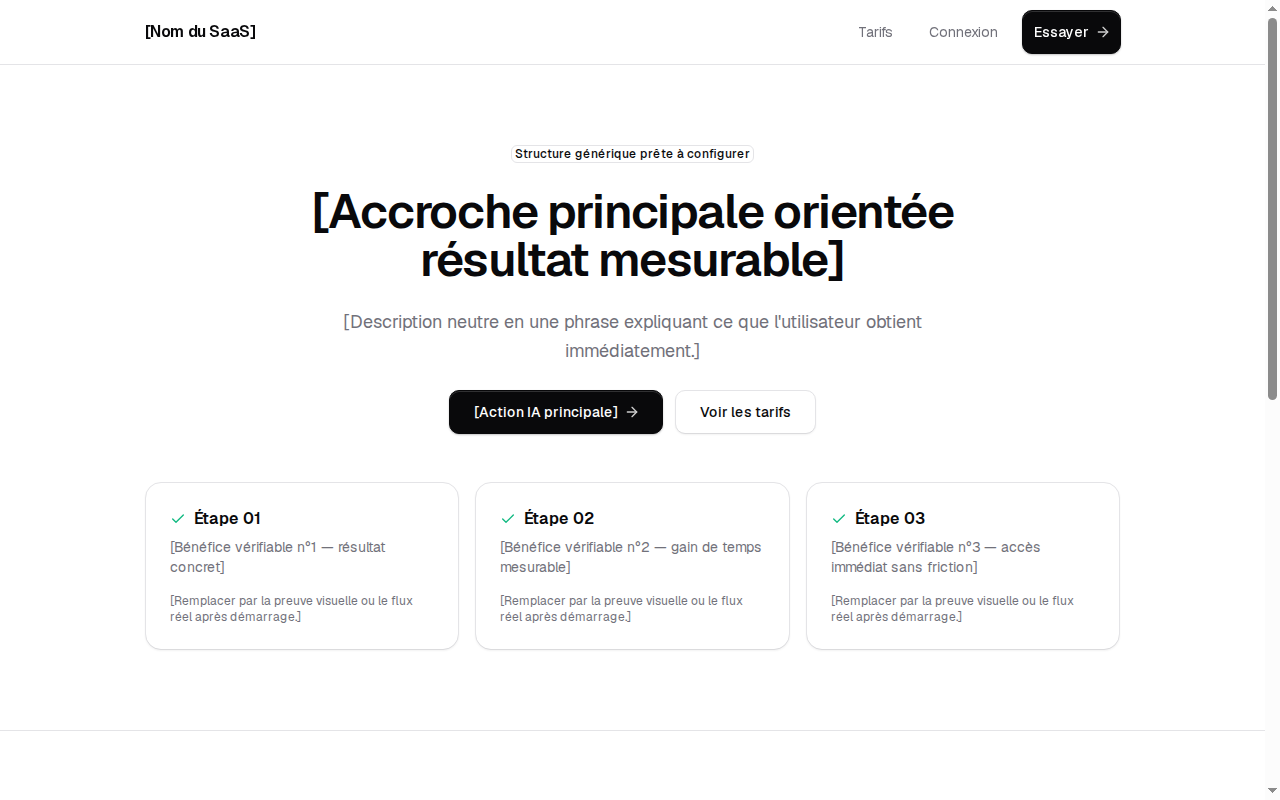 [Nom du SaaS]
Tarifs
Connexion
Essayer →
Structure générique prête à configurer
[Accroche principale orientée
résultat mesurable]
[Description neutre en une phrase expliquant ce que l'utilisateur obtient
immédiatement.]
[Action IA principale] →
Voir les tarifs
Étape 01
[Bénéfice vérifiable n°1 — résultat
concret]
[Remplacer par la preuve visuelle ou le flux
réel après démarrage.]
Étape 02
[Bénéfice vérifiable n°2 — gain de temps
mesurable]
[Remplacer par la preuve visuelle ou le flux
réel après démarrage.]
Étape 03
[Bénéfice vérifiable n°3 — accès
immédiat sans friction]
[Remplacer par la preuve visuelle ou le flux
réel après démarrage.]